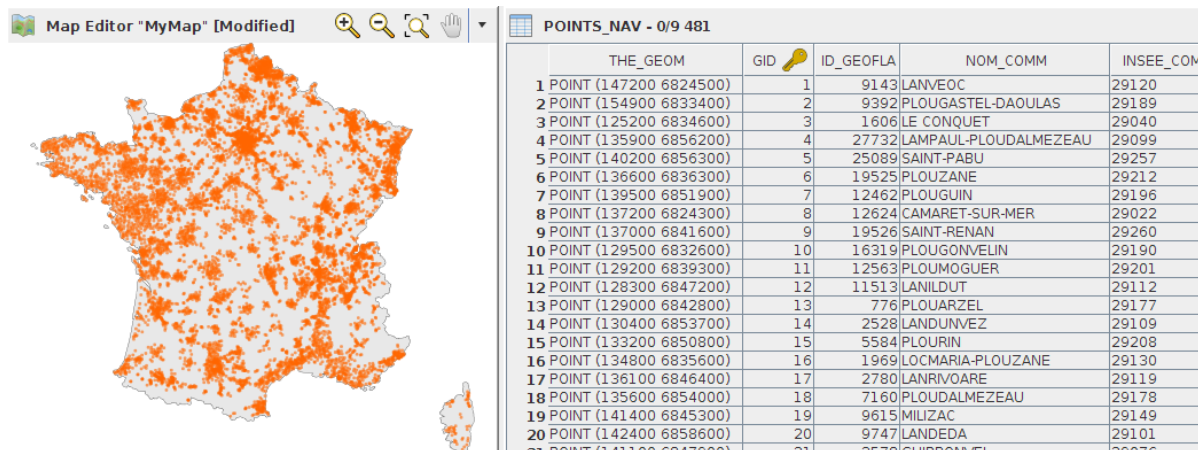 Map Editor "MyMap" [Modified]
POINTS_NAV - 0/9 481
THE_GEOM GID ID_GEOFLA NOM_COMM INSEE_COM
1 POINT (147200 6824500) 1 9143 LANVEOC 29120
2 POINT (154900 6833400) 2 9392 PLOUGASTEL-DAOULAS 29189
3 POINT (125200 6834600) 3 1606 LE CONQUET 29040
4 POINT (135900 6856200) 4 27732 LAMPAUL-PLOUDALMEZEAU 29099
5 POINT (140200 6856300) 5 25089 SAINT-PABU 29257
6 POINT (136600 6836300) 6 19525 PLOUZANE 29212
7 POINT (139500 6851900) 7 12462 PLOUGUIN 29196
8 POINT (137200 6824300) 8 12624 CAMARET-SUR-MER 29022
9 POINT (137000 6841600) 9 19526 SAINT-RENAN 29260
10 POINT (129500 6832600) 10 16319 PLOUGONVELIN 29190
11 POINT (129200 6839300) 11 12563 PLOUMOGUER 29201
12 POINT (128300 6847200) 12 11513 LANILDUT 29112
13 POINT (129000 6842800) 13 776 PLOUARZEL 29177
14 POINT (130400 6853700) 14 2528 LANDUNVEZ 29109
15 POINT (133200 6850800) 15 5584 PLOURIN 29208
16 POINT (134800 6835600) 16 1969 LOCMARIA-PLOUZANE 29130
17 POINT (136100 6846400) 17 2780 LANRIVOARE 29119
18 POINT (135600 6854000) 18 7160 PLOUDALMEZEAU 29178
19 POINT (141400 6845300) 19 9615 MILIZAC 29149
20 POINT (142400 6858600) 20 9747 LANDEDA 29101